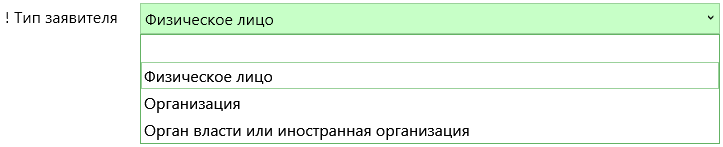 ! Тип заявителя Физическое лицо
Физическое лицо
Организация
Орган власти или иностранная организация